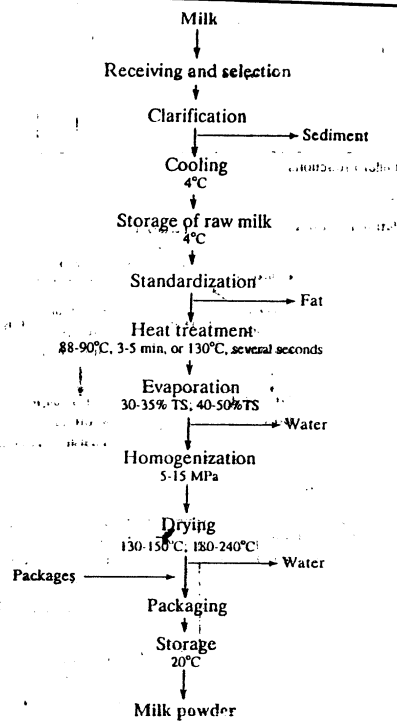 Milk
Receiving and selection
Clarification
Sediment
Cooling
4°C
Storage of raw milk
4°C
Standardization
Fat
Heat treatment
88-90°C, 3-5 min, or 130°C, several seconds
Evaporation
30-35% TS; 40-50%TS
Water
Homogenization
5-15 MPa
Drying
130-150°C; 180-240°C
Water
Packages
Packaging
Storage
20°C
Milk powder